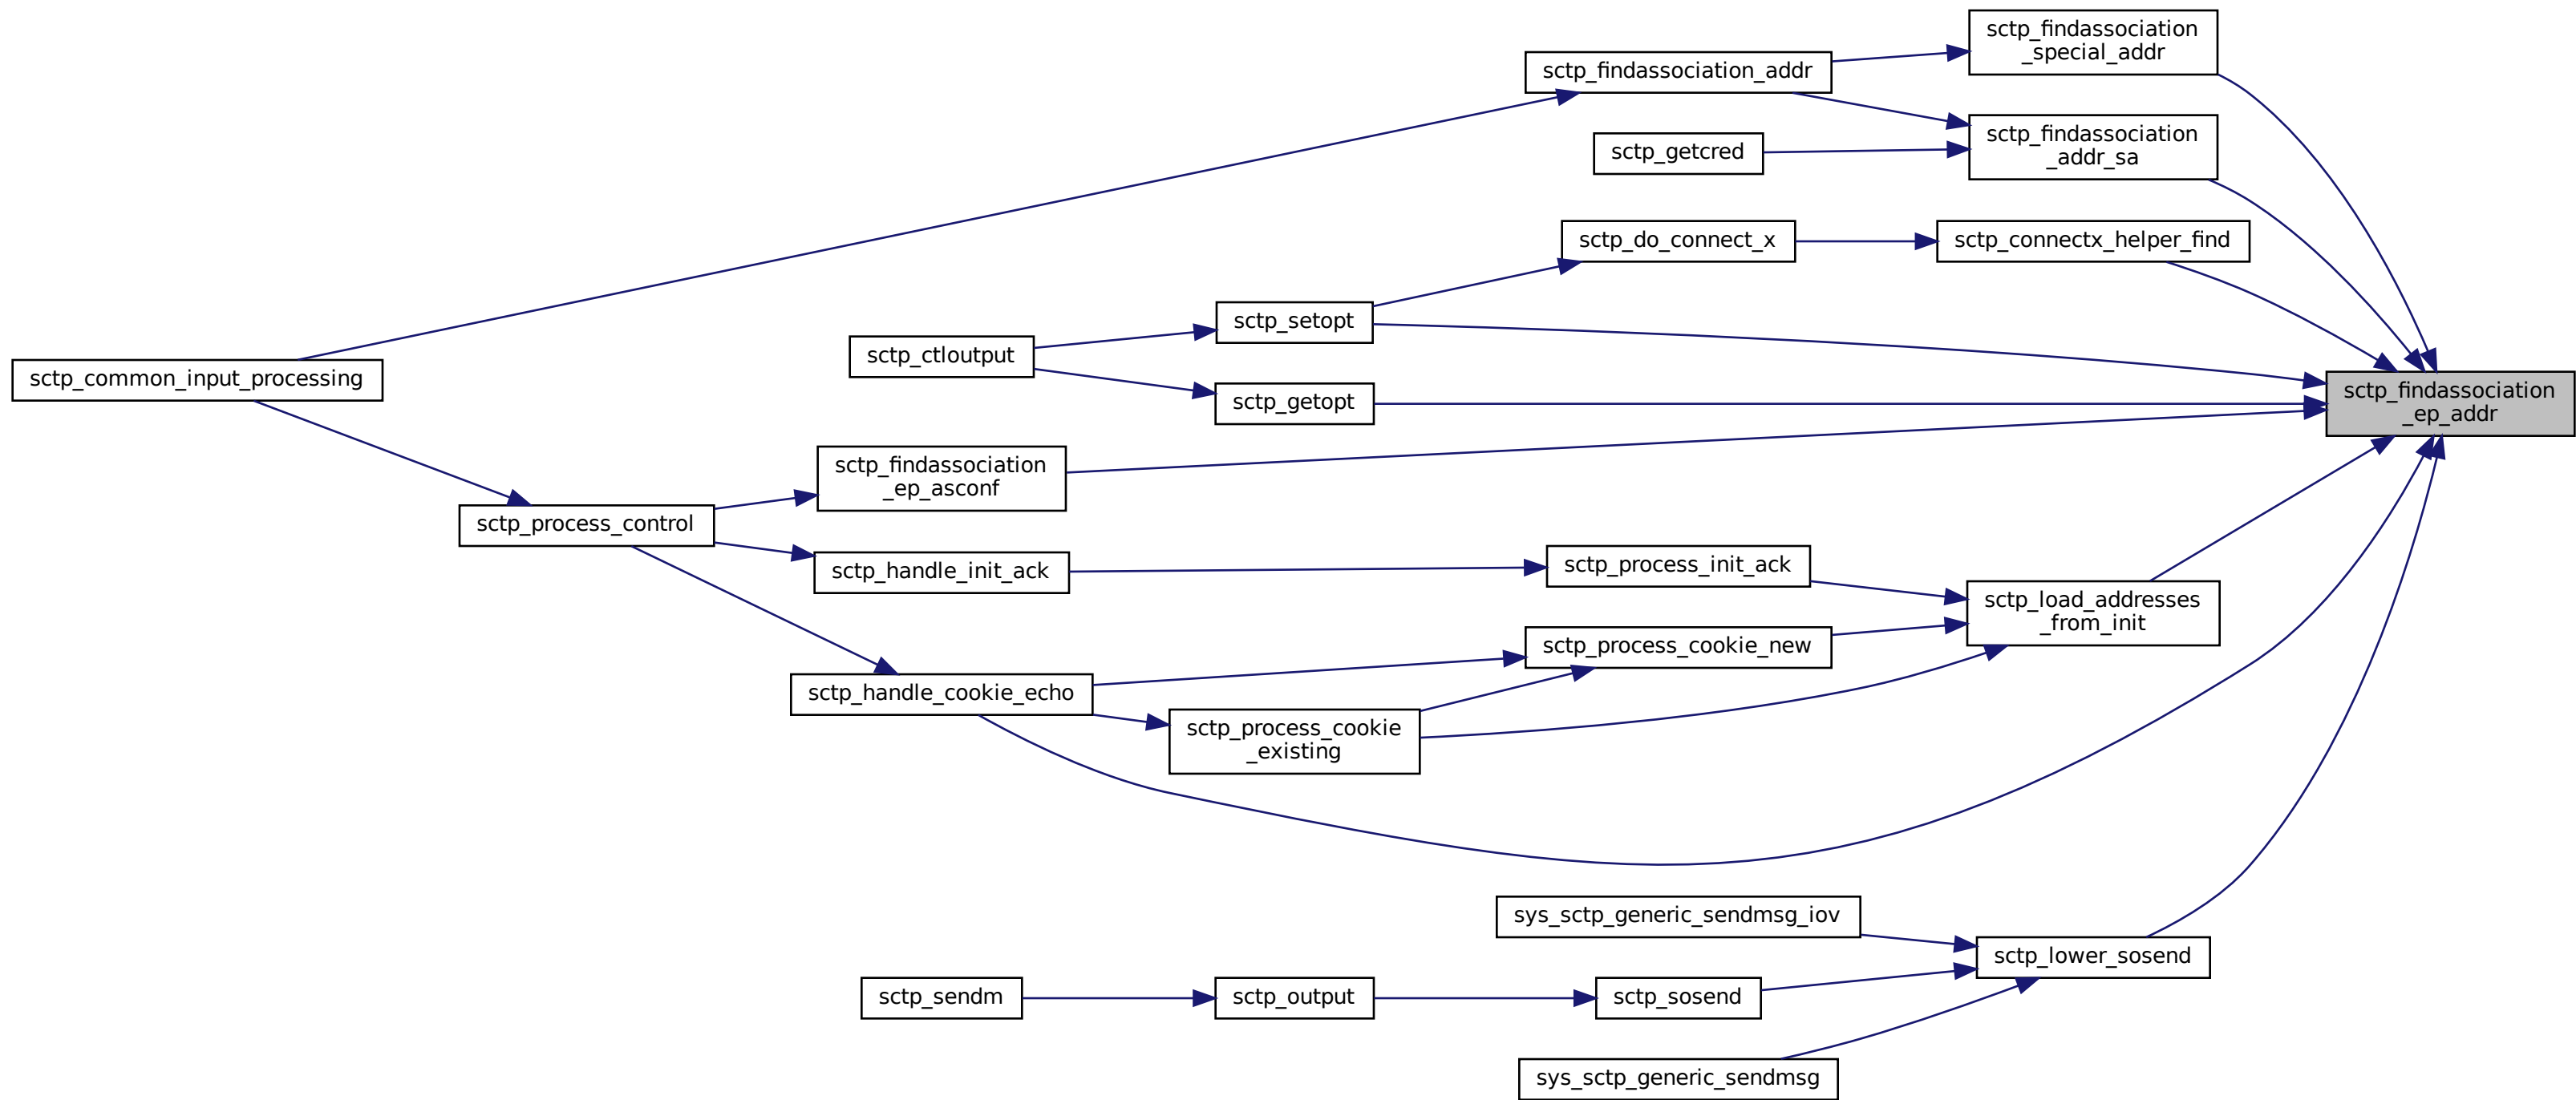 sctp_findassociation
_special_addr
sctp_findassociation_addr
sctp_findassociation
_addr_sa
sctp_getcred
sctp_do_connect_x
sctp_connectx_helper_find
sctp_setopt
sctp_ctloutput
sctp_common_input_processing
sctp_getopt
sctp_findassociation
_ep_addr
sctp_findassociation
_ep_asconf
sctp_process_control
sctp_handle_init_ack
sctp_process_init_ack
sctp_load_addresses
_from_init
sctp_process_cookie_new
sctp_handle_cookie_echo
sctp_process_cookie
_existing
sys_sctp_generic_sendmsg_iov
sctp_lower_sosend
sctp_sendm
sctp_output
sctp_sosend
sys_sctp_generic_sendmsg